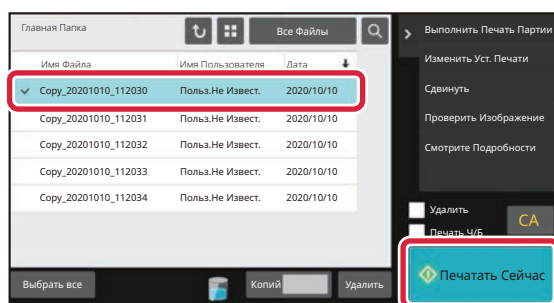 Главная Папка
Все Файлы
Имя Файла Имя Пользователя Дата
Copy_20201010_112030 Польз.Не Извест. 2020/10/10
Copy_20201010_112031 Польз.Не Извест. 2020/10/10
Copy_20201010_112032 Польз.Не Извест. 2020/10/10
Copy_20201010_112033 Польз.Не Извест. 2020/10/10
Copy_20201010_112034 Польз.Не Извест. 2020/10/10
Выбрать все
Копий
Удалить
Выполнить Печать Партии
Изменить Уст. Печати
Сдвинуть
Проверить Изображение
Смотрите Подробности
Удалить
Печать Ч/Б
CA
Печатать Сейчас